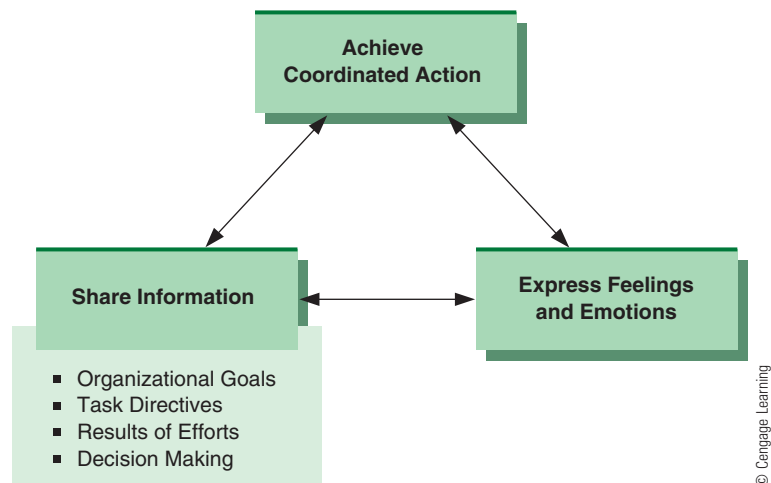 Achieve
Coordinated Action
Share Information
Express Feelings
and Emotions
■ Organizational Goals
■ Task Directives
■ Results of Efforts
■ Decision Making
© Cengage Learning